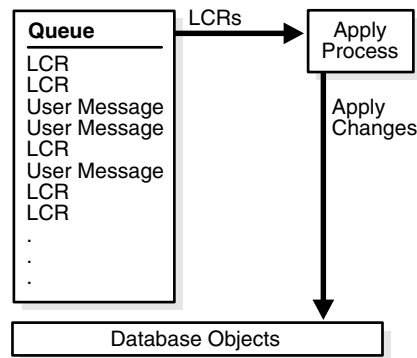 Queue
LCR
LCR
User Message
User Message
LCR
User Message
LCR
LCR
.
.
.
LCRs
Apply
Process
Apply
Changes
Database Objects